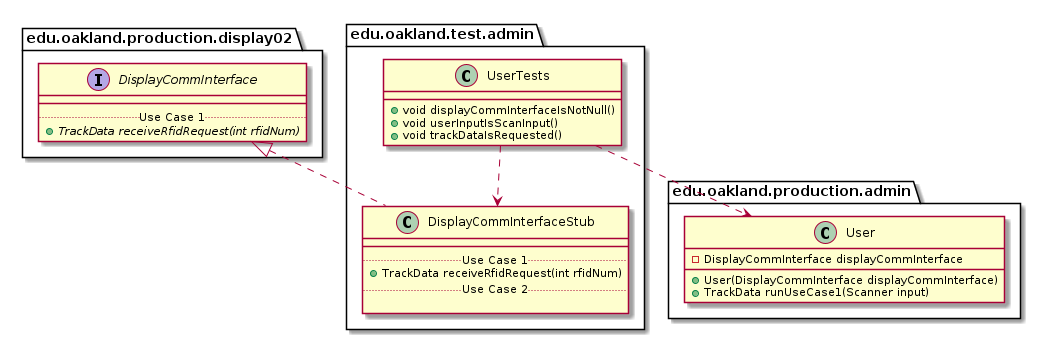 edu.oakland.production.display02
I DisplayCommInterface
Use Case 1
TrackData receiveRfidRequest(int rfidNum)
edu.oakland.test.admin
C UserTests
void displayCommInterfaceIsNotNull()
void userInputIsScanInput()
void trackDataIsRequested()
C DisplayCommInterfaceStub
Use Case 1
TrackData receiveRfidRequest(int rfidNum)
Use Case 2
edu.oakland.production.admin
C User
DisplayCommInterface displayCommInterface
User(DisplayCommInterface displayCommInterface)
TrackData runUseCase1(Scanner input)